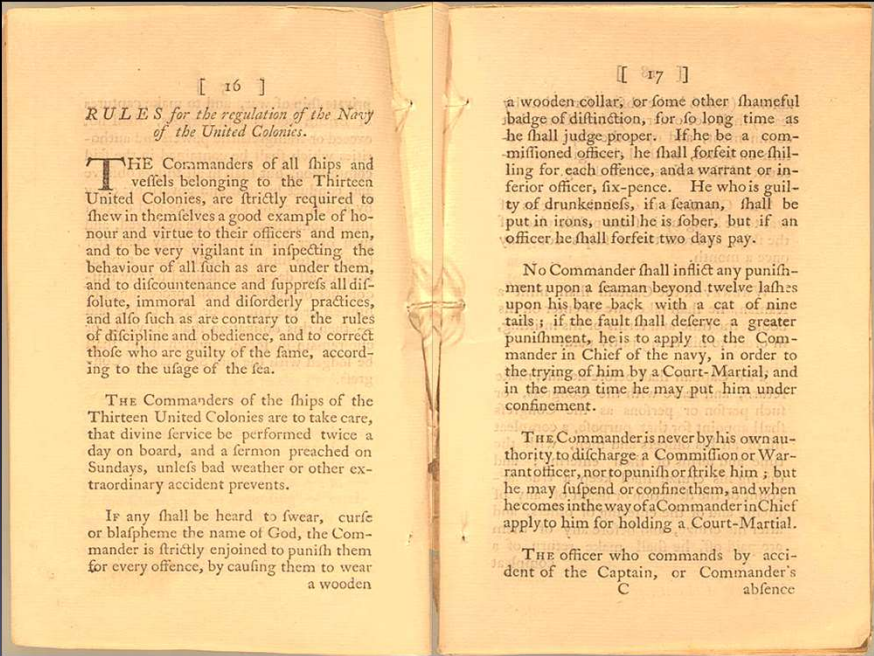 [ 16 ]
RULES for the regulation of the Navy
of the United Colonies.
THE Commanders of all ſhips and
veſſels belonging to the Thirteen
United Colonies, are ſtrictly required to
ſhew in themſelves a good example of ho-
nour and virtue to their officers and men,
and to be very vigilant in inſpecting the
behaviour of all ſuch as are under them,
and to diſcountenance and ſuppreſs all diſ-
ſolute, immoral and diſorderly practices,
and alſo ſuch as are contrary to the rules
of diſcipline and obedience, and to correct
thoſe who are guilty of the ſame, accord-
ing to the uſage of the ſea.
THE Commanders of the ſhips of the
Thirteen United Colonies are to take care,
that divine ſervice be performed twice a
day on board, and a ſermon preached on
Sundays, unleſs bad weather or other ex-
traordinary accident prevents.
IF any ſhall be heard to ſwear, curſe
or blaſpheme the name of God, the Com-
mander is ſtrictly enjoined to puniſh them
for every offence, by cauſing them to wear
a wooden
[ 17 ]
a wooden collar, or ſome other ſhameful
badge of diſtinction, for ſo long time as
he ſhall judge proper. If he be a com-
miſſioned officer, he ſhall forfeit one ſhil-
ling for each offence, and a warrant or in-
ferior officer, ſix-pence. He who is guil-
ty of drunkenneſs, if a ſeaman, ſhall be
put in irons, until he is ſober, but if an
officer he ſhall forfeit two days pay.
No Commander ſhall inflict any puniſh-
ment upon a ſeaman beyond twelve laſhes
upon his bare back with a cat of nine
tails ; if the fault ſhall deſerve a greater
puniſhment, he is to apply to the Com-
mander in Chief of the navy, in order to
the trying of him by a Court-Martial, and
in the mean time he may put him under
confinement.
THE Commander is never by his own au-
thority to diſcharge a Commiſſion or War-
rant officer, nor to puniſh or ſtrike him ; but
he may ſuſpend or confine them, and when
he comes in the way of a Commander in Chief
apply to him for holding a Court-Martial.
THE officer who commands by acci-
dent of the Captain, or Commander's
C abſence